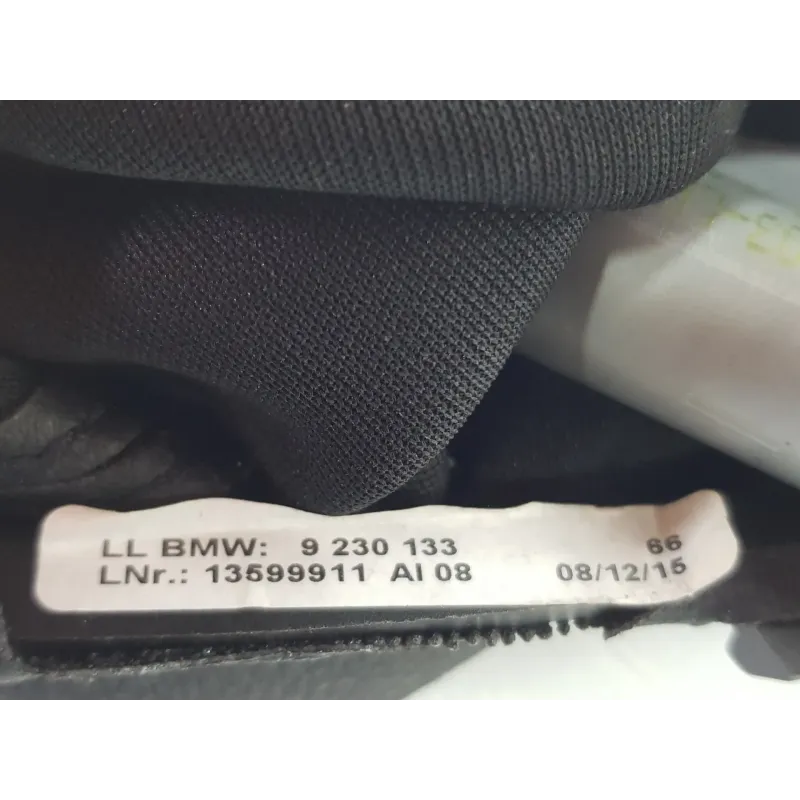 LL BMW: 9 230 133 66
LNr.: 13599911 AI 08 08/12/15